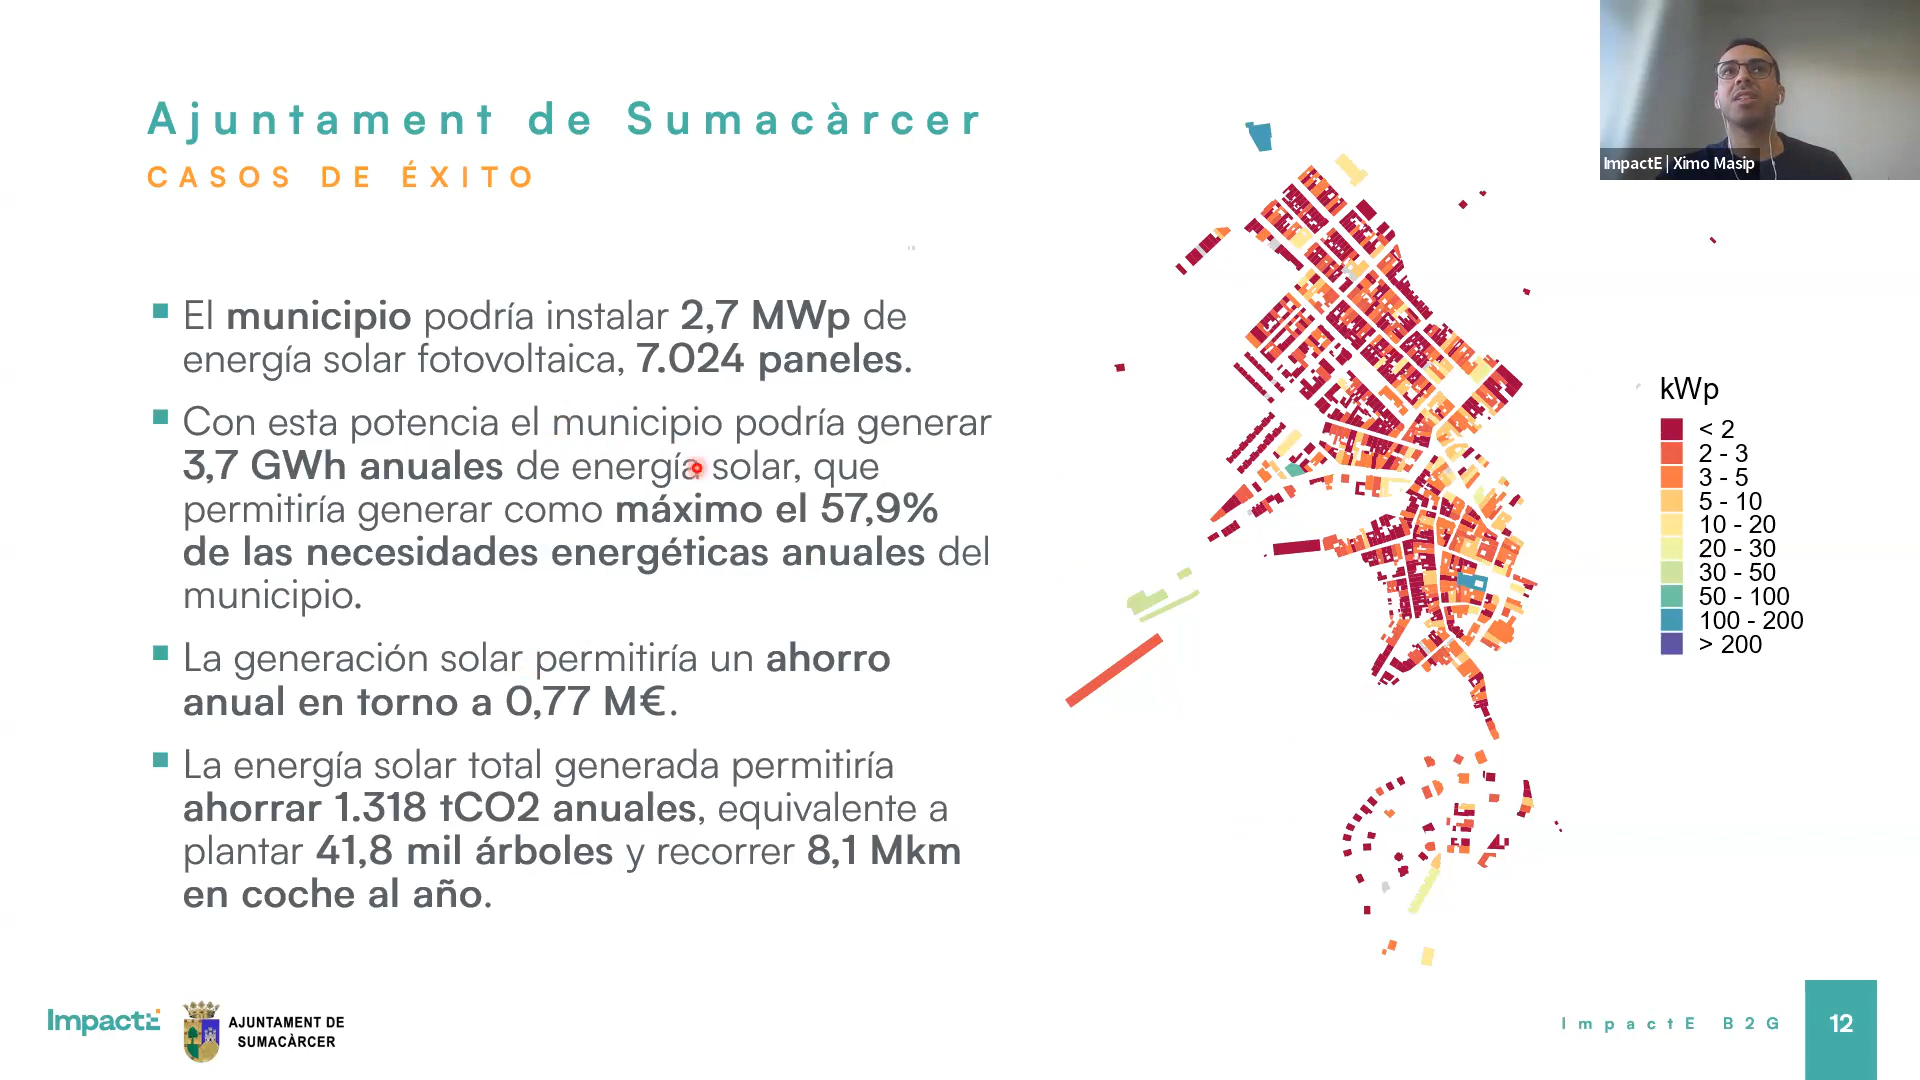 Ajuntament de Sumacàrcer
CASOS DE ÉXITO
ImpactE | Ximo Masip
El municipio podría instalar 2,7 MWp de
energía solar fotovoltaica, 7.024 paneles.
Con esta potencia el municipio podría generar
3,7 GWh anuales de energía solar, que
permitiría generar como máximo el 57,9%
de las necesidades energéticas anuales del
municipio.
La generación solar permitiría un ahorro
anual en torno a 0,77 M€.
La energía solar total generada permitiría
ahorrar 1.318 tCO2 anuales, equivalente a
plantar 41,8 mil árboles y recorrer 8,1 Mkm
en coche al año.
kWp
< 2
2 - 3
3 - 5
5 - 10
10 - 20
20 - 30
30 - 50
50 - 100
100 - 200
> 200
ImpactE
AJUNTAMENT DE
SUMACÀRCER
ImpactE B2G
12